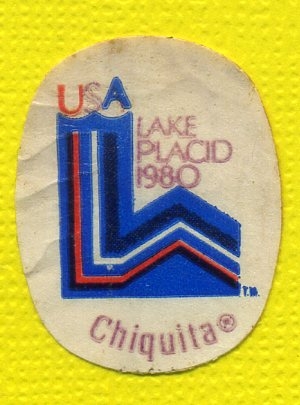 USA
LAKE
PLACID
1980
T.M.
Chiquita®